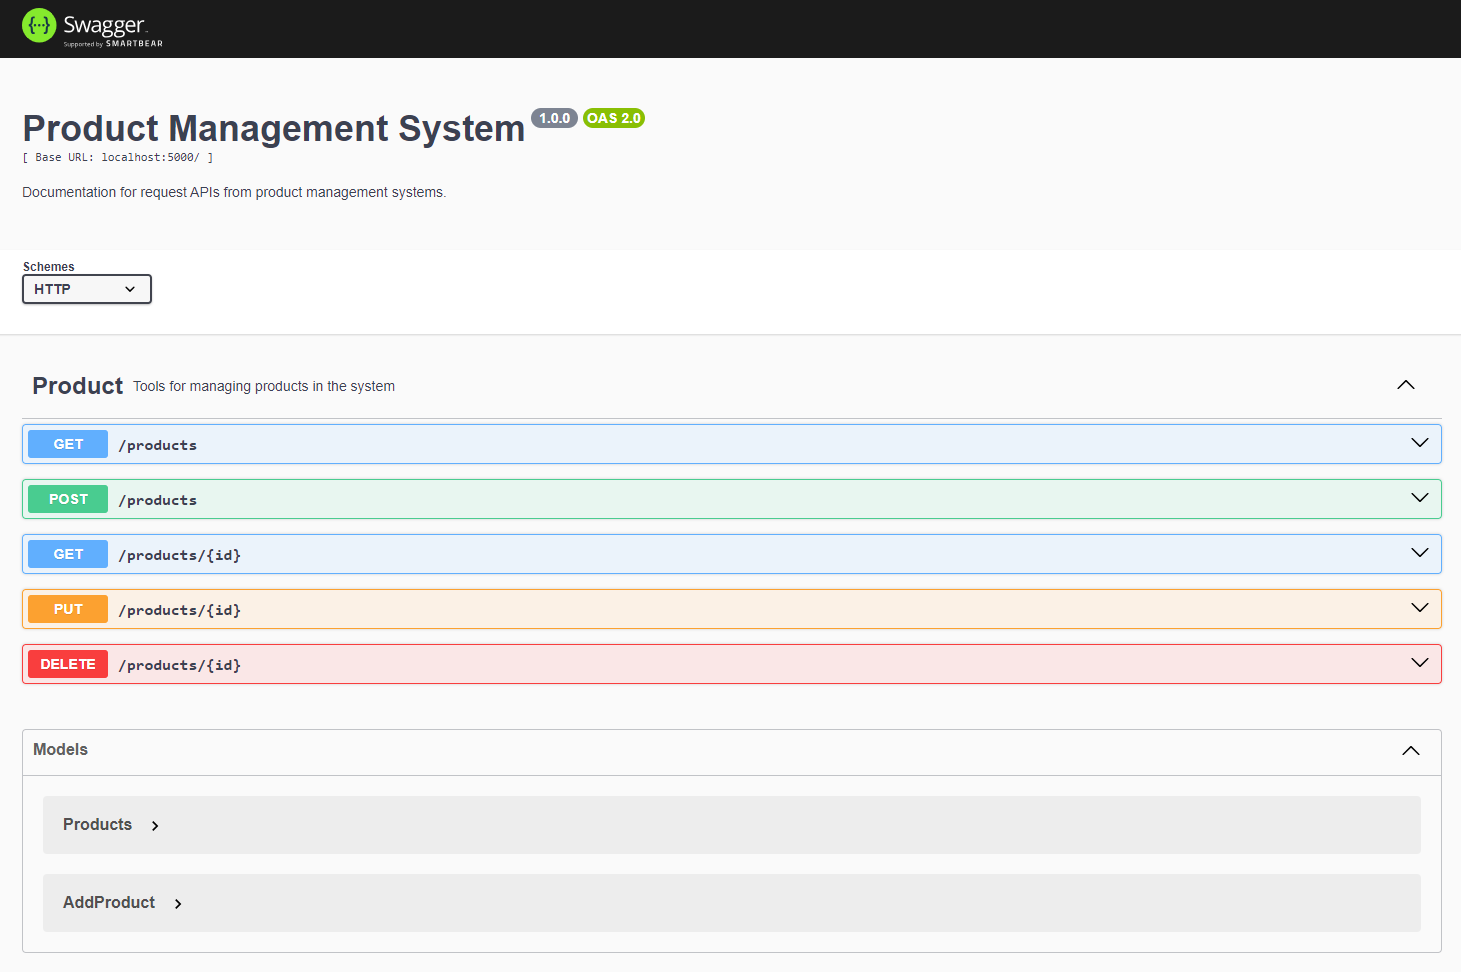 {···} Swagger
Supported by SMARTBEAR
Product Management System 1.0.0 OAS 2.0
[ Base URL: localhost:5000/ ]
Documentation for request APIs from product management systems.
Schemes
HTTP
Product Tools for managing products in the system
GET /products
POST /products
GET /products/{id}
PUT /products/{id}
DELETE /products/{id}
Models
Products
AddProduct